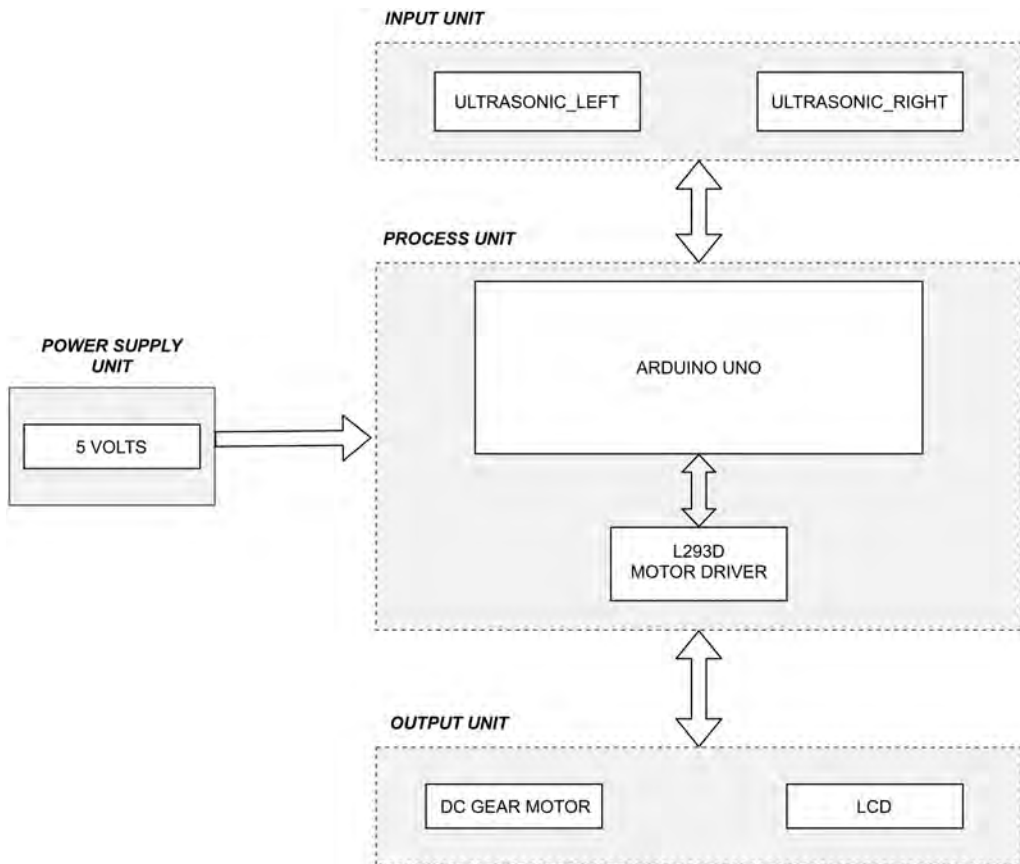 INPUT UNIT
ULTRASONIC_LEFT
ULTRASONIC_RIGHT
PROCESS UNIT
ARDUINO UNO
POWER SUPPLY
UNIT
5 VOLTS
L293D
MOTOR DRIVER
OUTPUT UNIT
DC GEAR MOTOR
LCD